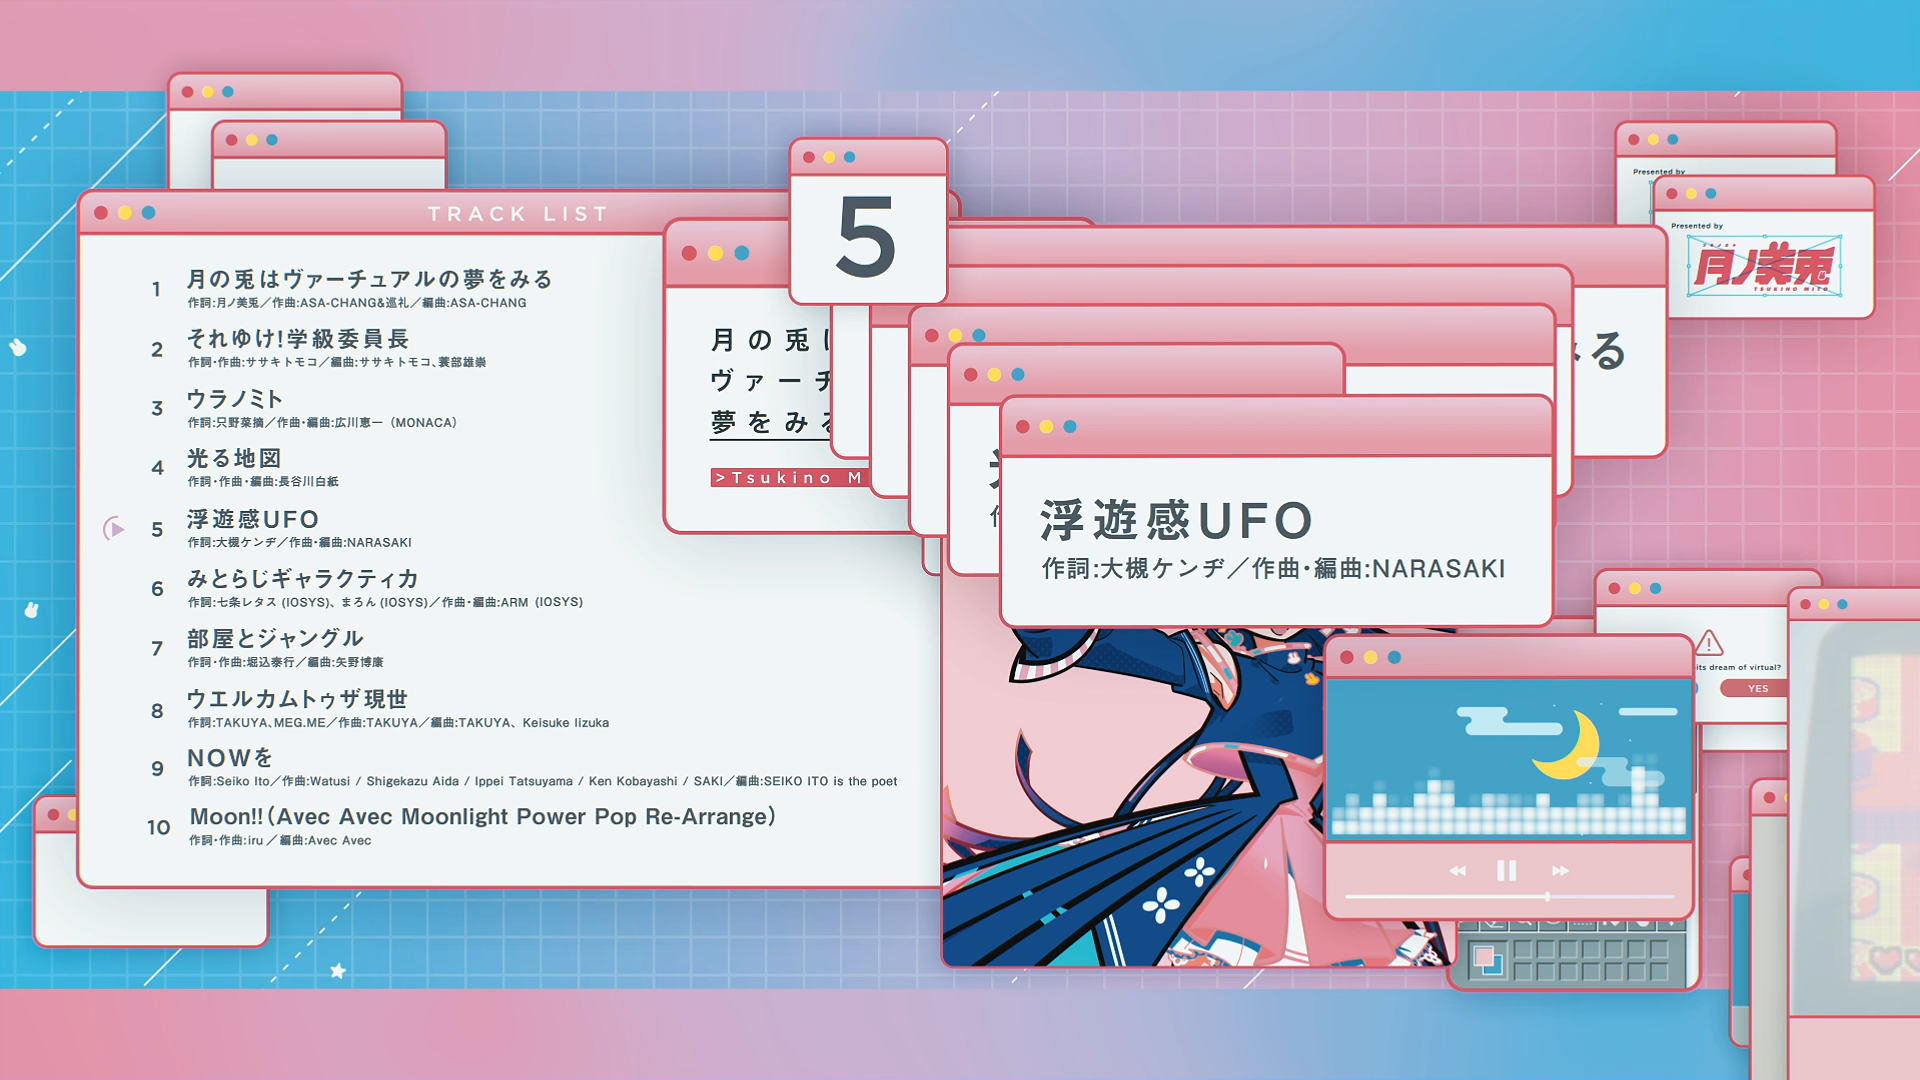 TRACK LIST
1
月の兎はヴァーチュアルの夢をみる
作詞:月ノ美兎／作曲:ASA-CHANG&巡礼／編曲:ASA-CHANG
2
それゆけ!学級委員長
作詞・作曲:ササキトモコ／編曲:ササキトモコ、蓑部雄崇
3
ウラノミト
作詞:只野菜摘／作曲・編曲:広川恵一（MONACA）
4
光る地図
作詞・作曲・編曲:長谷川白紙
5
浮遊感UFO
作詞:大槻ケンヂ／作曲・編曲:NARASAKI
6
みとらじギャラクティカ
作詞:七条レタス (IOSYS)、まろん (IOSYS)／作曲・編曲:ARM (IOSYS)
7
部屋とジャングル
作詞・作曲:堀込泰行／編曲:矢野博康
8
ウエルカムトゥザ現世
作詞:TAKUYA、MEG.ME／作曲:TAKUYA／編曲:TAKUYA、Keisuke Iizuka
9
NOWを
作詞:Seiko Ito／作曲:Watusi / Shigekazu Aida / Ippei Tatsuyama / Ken Kobayashi / SAKI／編曲:SEIKO ITO is the poet
10
Moon!!（Avec Avec Moonlight Power Pop Re-Arrange）
作詞・作曲:iru／編曲:Avec Avec
月の兎
ヴァーチ
夢をみる
>Tsukino M
5
みる
浮遊感UFO
作詞:大槻ケンヂ／作曲・編曲:NARASAKI
Presented by
Presented by
月ノ美兎
TSUKINO MITO
its dream of virtual?
YES